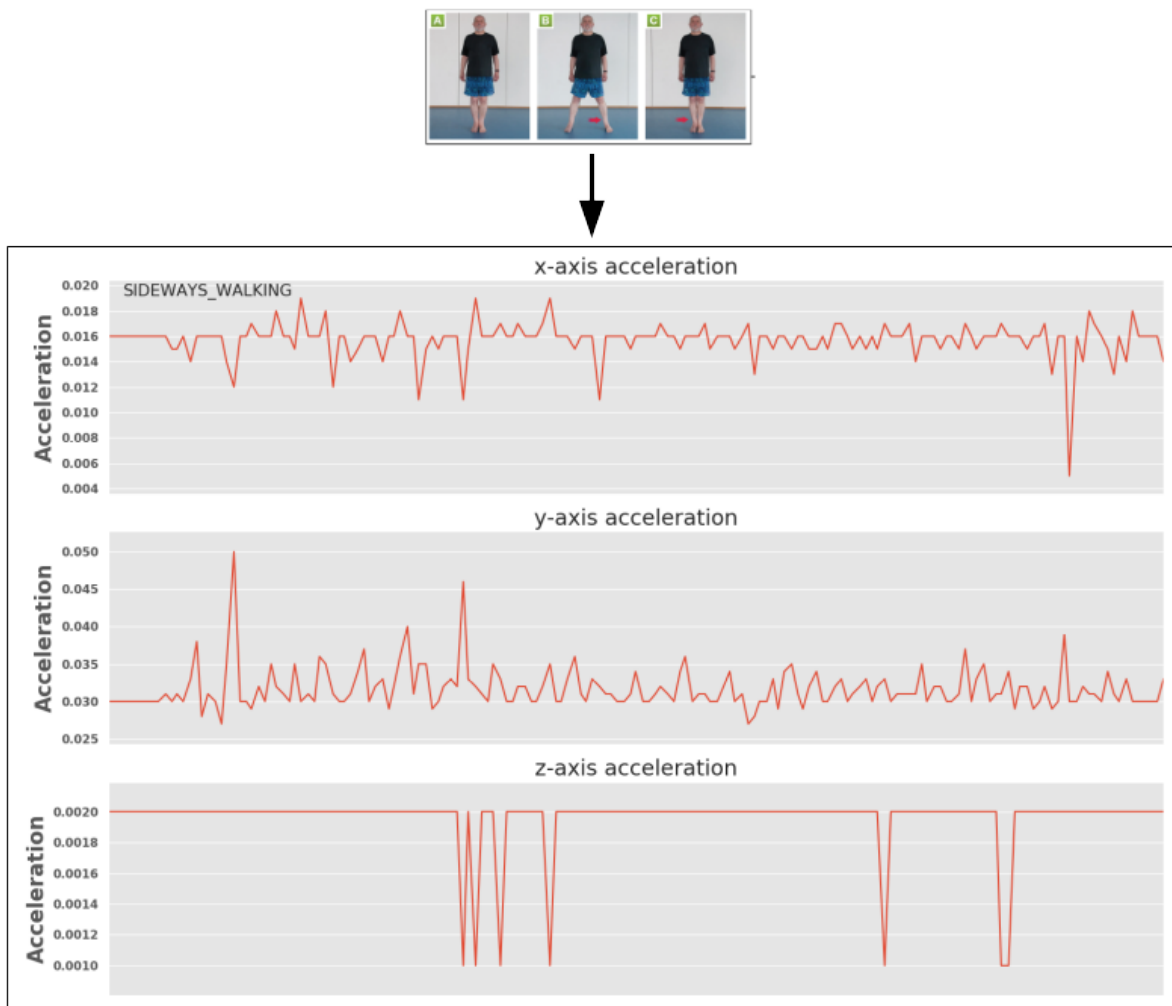 A B C
x-axis acceleration
SIDEWAYS_WALKING
Acceleration
0.020
0.018
0.016
0.014
0.012
0.010
0.008
0.006
0.004
y-axis acceleration
Acceleration
0.050
0.045
0.040
0.035
0.030
0.025
z-axis acceleration
Acceleration
0.0020
0.0018
0.0016
0.0014
0.0012
0.0010